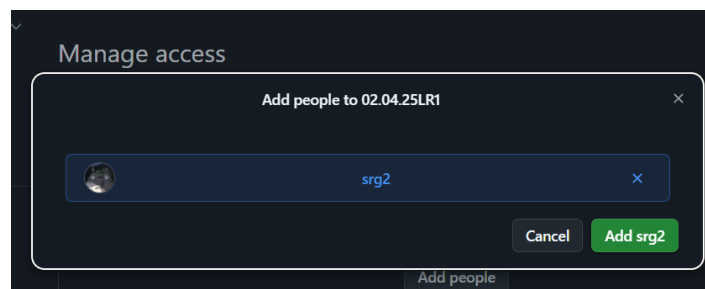 Manage access
Add people to 02.04.25LR1
srg2
Cancel Add srg2
Add people